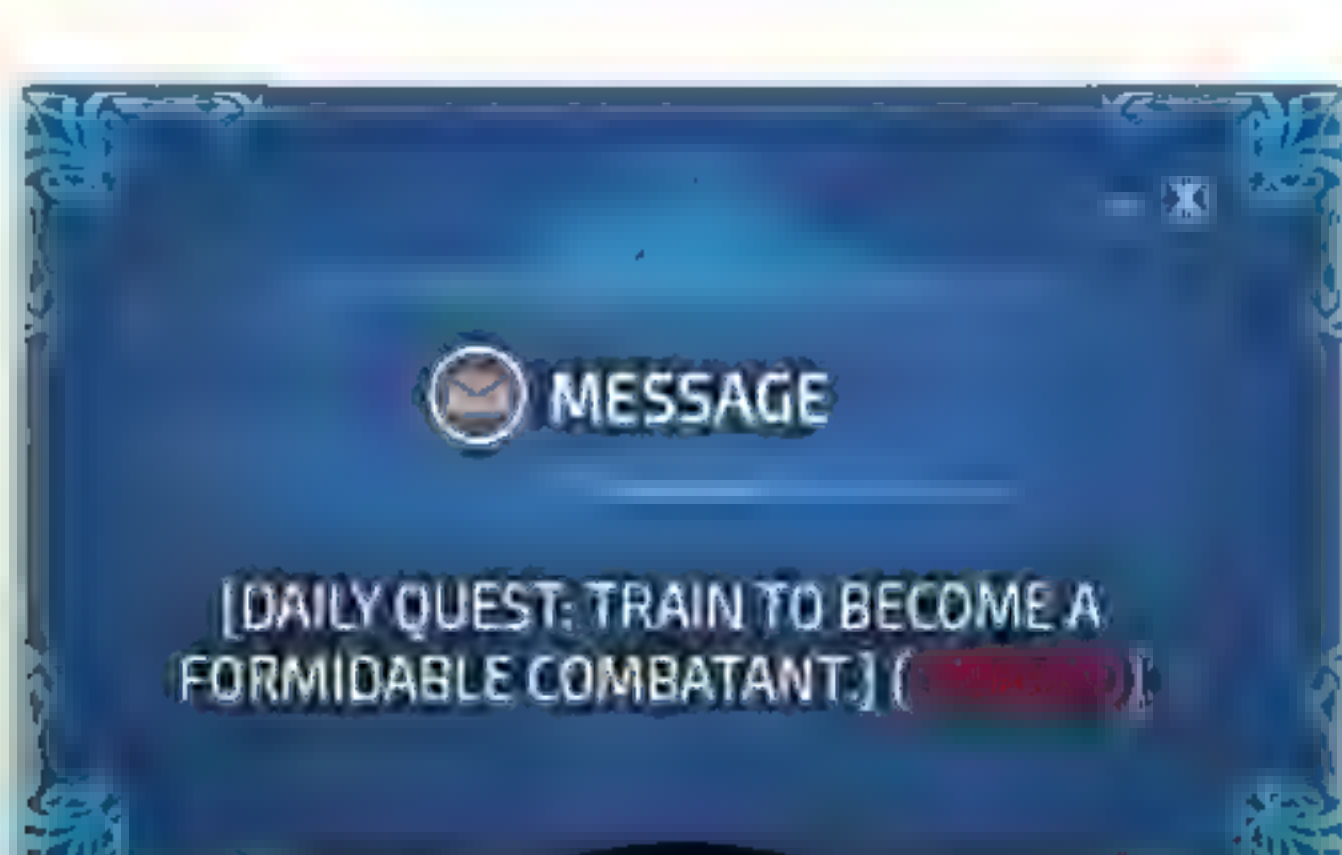 MESSAGE
[DAILY QUEST: TRAIN TO BECOME A
FORMIDABLE COMBATANT.] (
)]